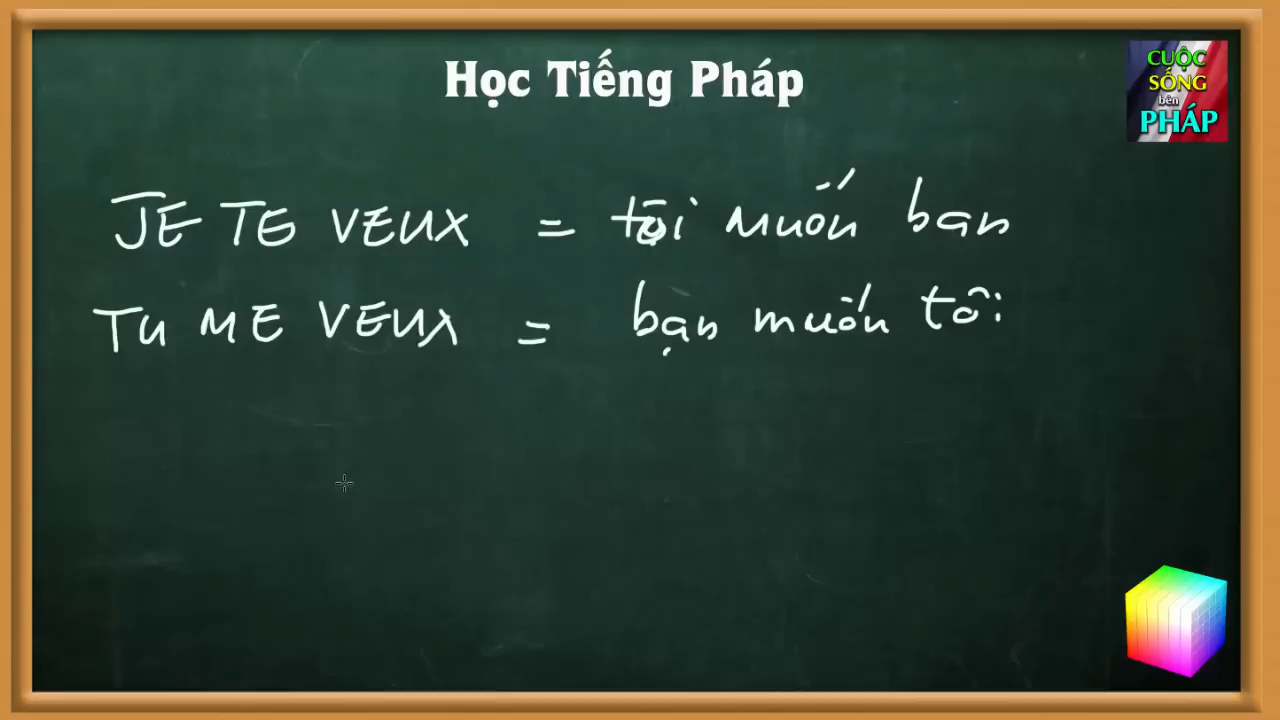 Học Tiếng Pháp
CUỘC
SỐNG
bên
PHÁP
JE TE VEUX = tôi muốn bạn
TU ME VEUX = bạn muốn tôi